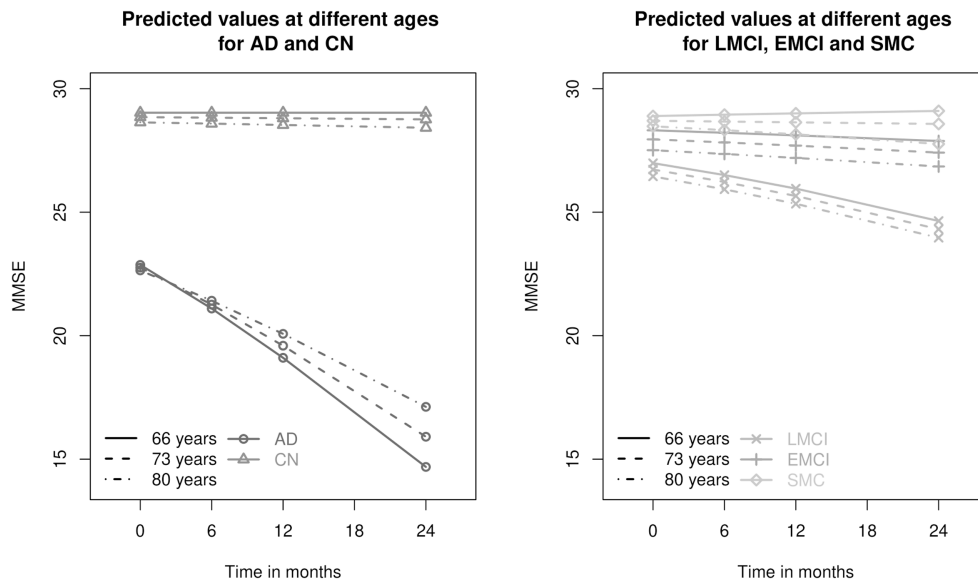 Predicted values at different ages
for AD and CN
MMSE
30
25
20
15
66 years
73 years
80 years
AD
CN
0 6 12 18 24
Time in months
Predicted values at different ages
for LMCI, EMCI and SMC
MMSE
30
25
20
15
66 years
73 years
80 years
LMCI
EMCI
SMC
0 6 12 18 24
Time in months